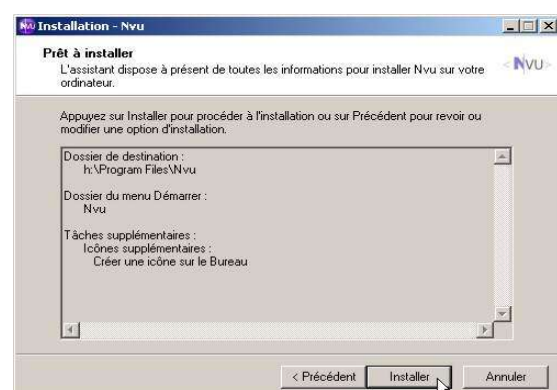 Installation - Nvu
Prêt à installer
L'assistant dispose à présent de toutes les informations pour installer Nvu sur votre
ordinateur.
<NVU>
Appuyez sur Installer pour procéder à l'installation ou sur Précédent pour revoir ou
modifier une option d'installation.
Dossier de destination :
h:\Program Files\Nvu
Dossier du menu Démarrer :
Nvu
Tâches supplémentaires :
Icônes supplémentaires :
Créer une icône sur le Bureau
< Précédent
Installer
Annuler